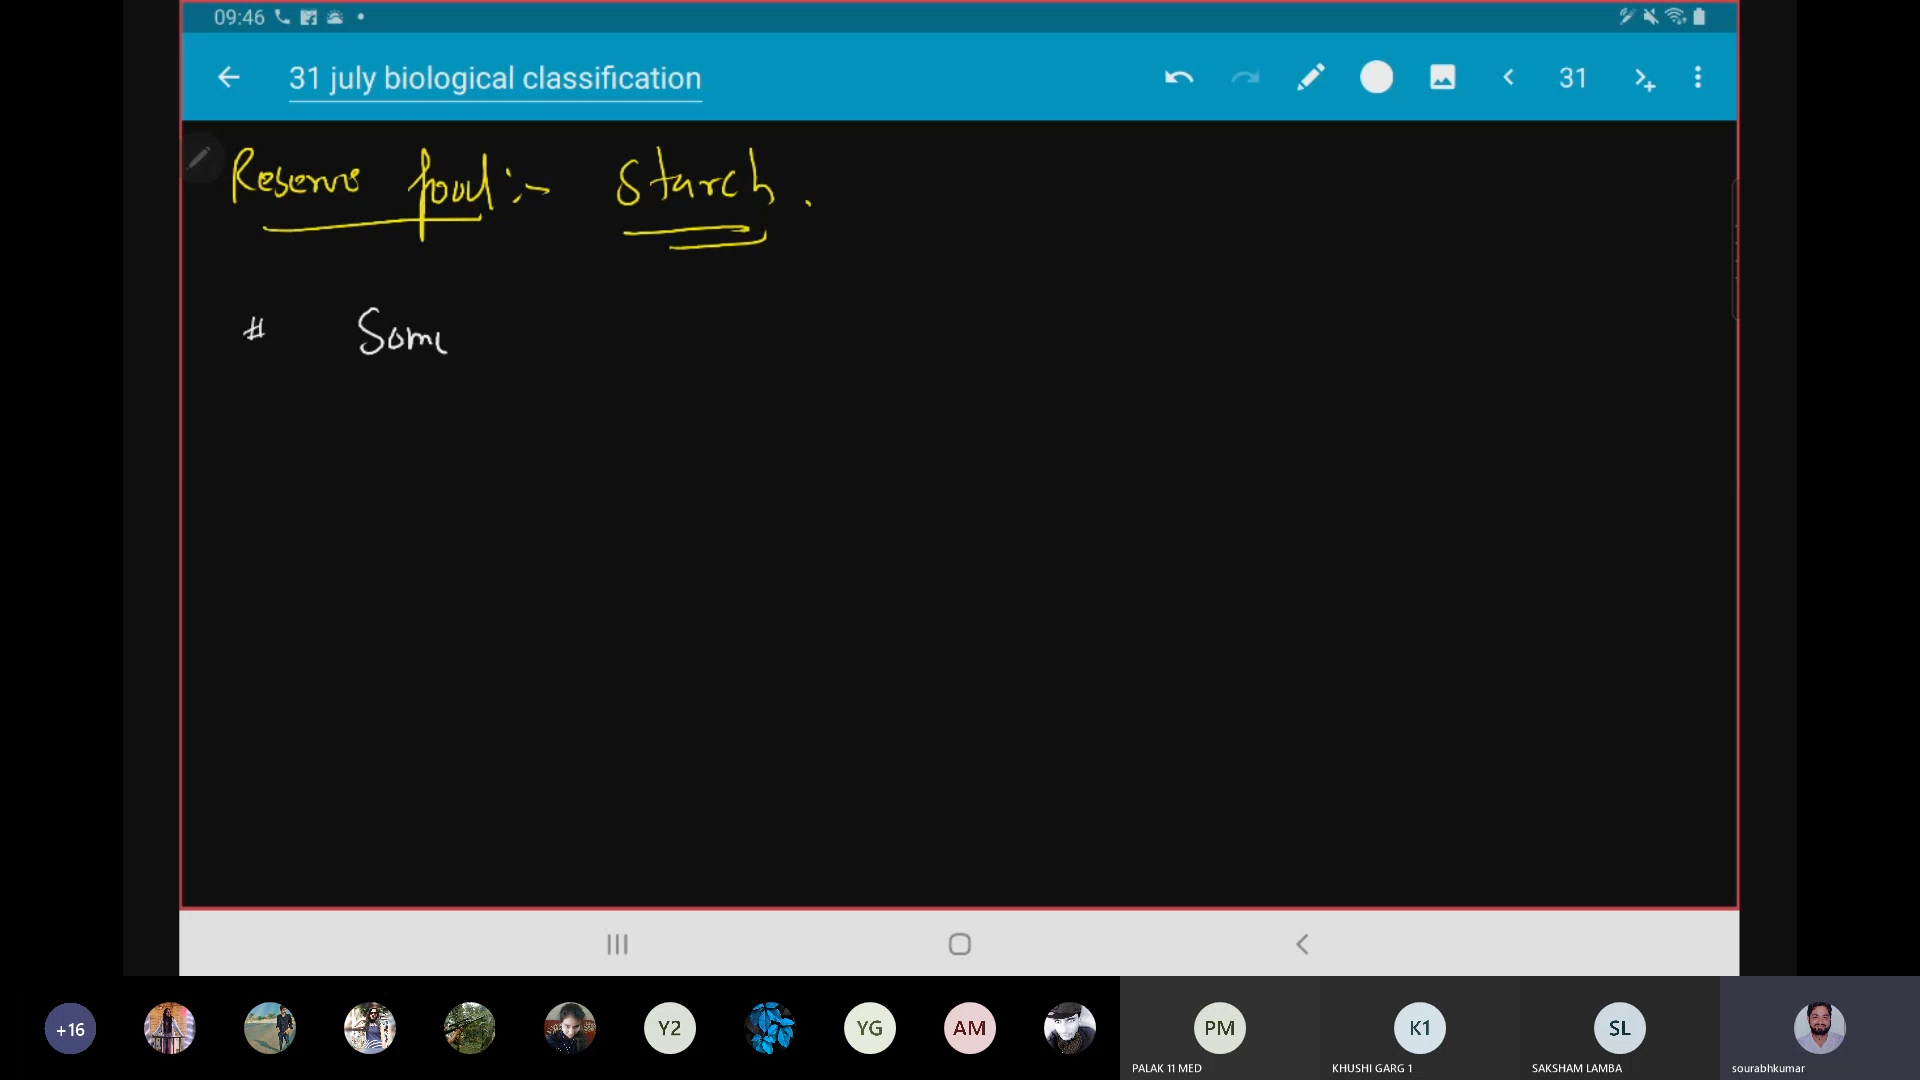 09:46
31 july biological classification
31
Reserve food :- Starch.
# Some
+16
Y2
YG
AM
PM
K1
SL
PALAK 11 MED
KHUSHI GARG 1
SAKSHAM LAMBA
sourabhkumar